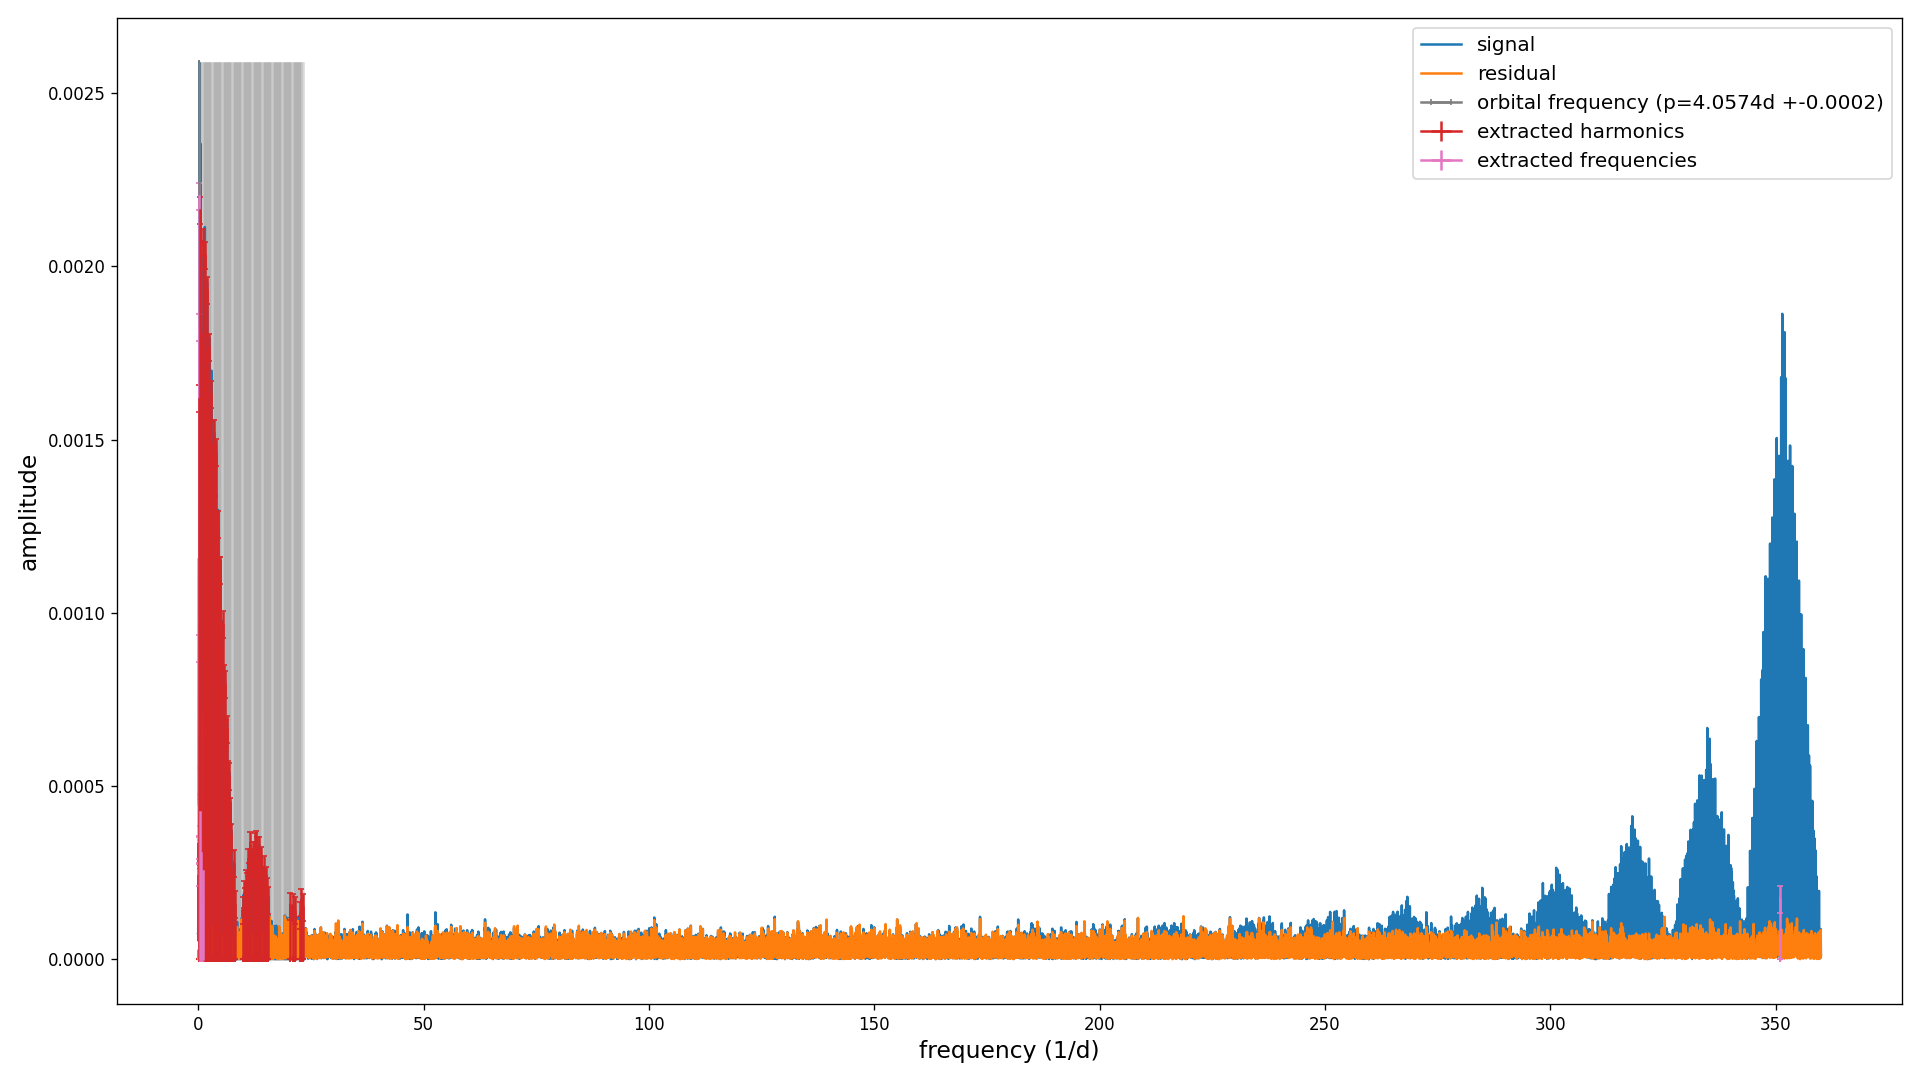 signal
residual
orbital frequency (p=4.0574d +-0.0002)
extracted harmonics
extracted frequencies
amplitude
0.0025
0.0020
0.0015
0.0010
0.0005
0.0000
0 50 100 150 200 250 300 350
frequency (1/d)